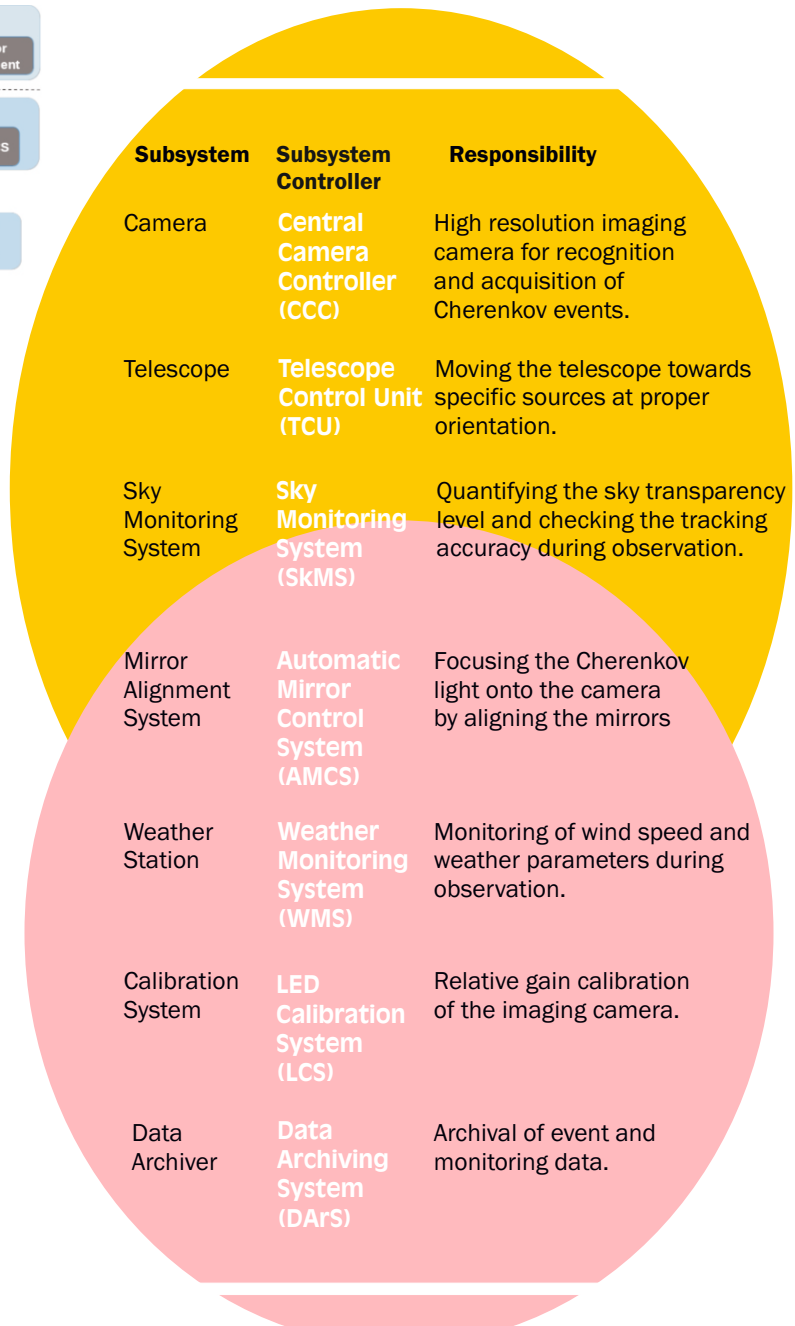 Subsystem Subsystem Controller Responsibility
Camera
Central
Camera
Controller
(CCC)
High resolution imaging
camera for recognition
and acquisition of
Cherenkov events.
Telescope
Telescope
Control Unit
(TCU)
Moving the telescope towards
specific sources at proper
orientation.
Sky
Monitoring
System
Sky
Monitoring
System
(SkMS)
Quantifying the sky transparency
level and checking the tracking
accuracy during observation.
Mirror
Alignment
System
Automatic
Mirror
Control
System
(AMCS)
Focusing the Cherenkov
light onto the camera
by aligning the mirrors
Weather
Station
Weather
Monitoring
System
(WMS)
Monitoring of wind speed and
weather parameters during
observation.
Calibration
System
LED
Calibration
System
(LCS)
Relative gain calibration
of the imaging camera.
Data
Archiver
Data
Archiving
System
(DArS)
Archival of event and
monitoring data.